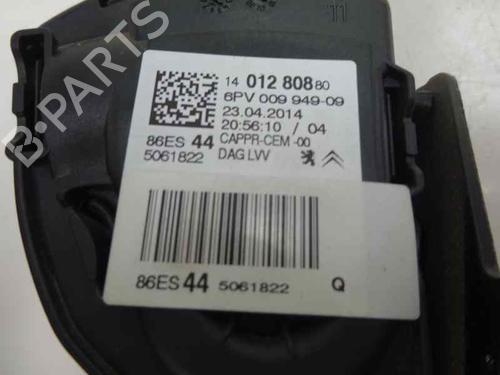 11
14 012 808 80
6PV 009 949-09
23.04.2014
20:56:10 / 04
86ES 44 CAPPR-CEM -00
5061822 DAG LVV
86ES 44 5061822 Q
B-Parts